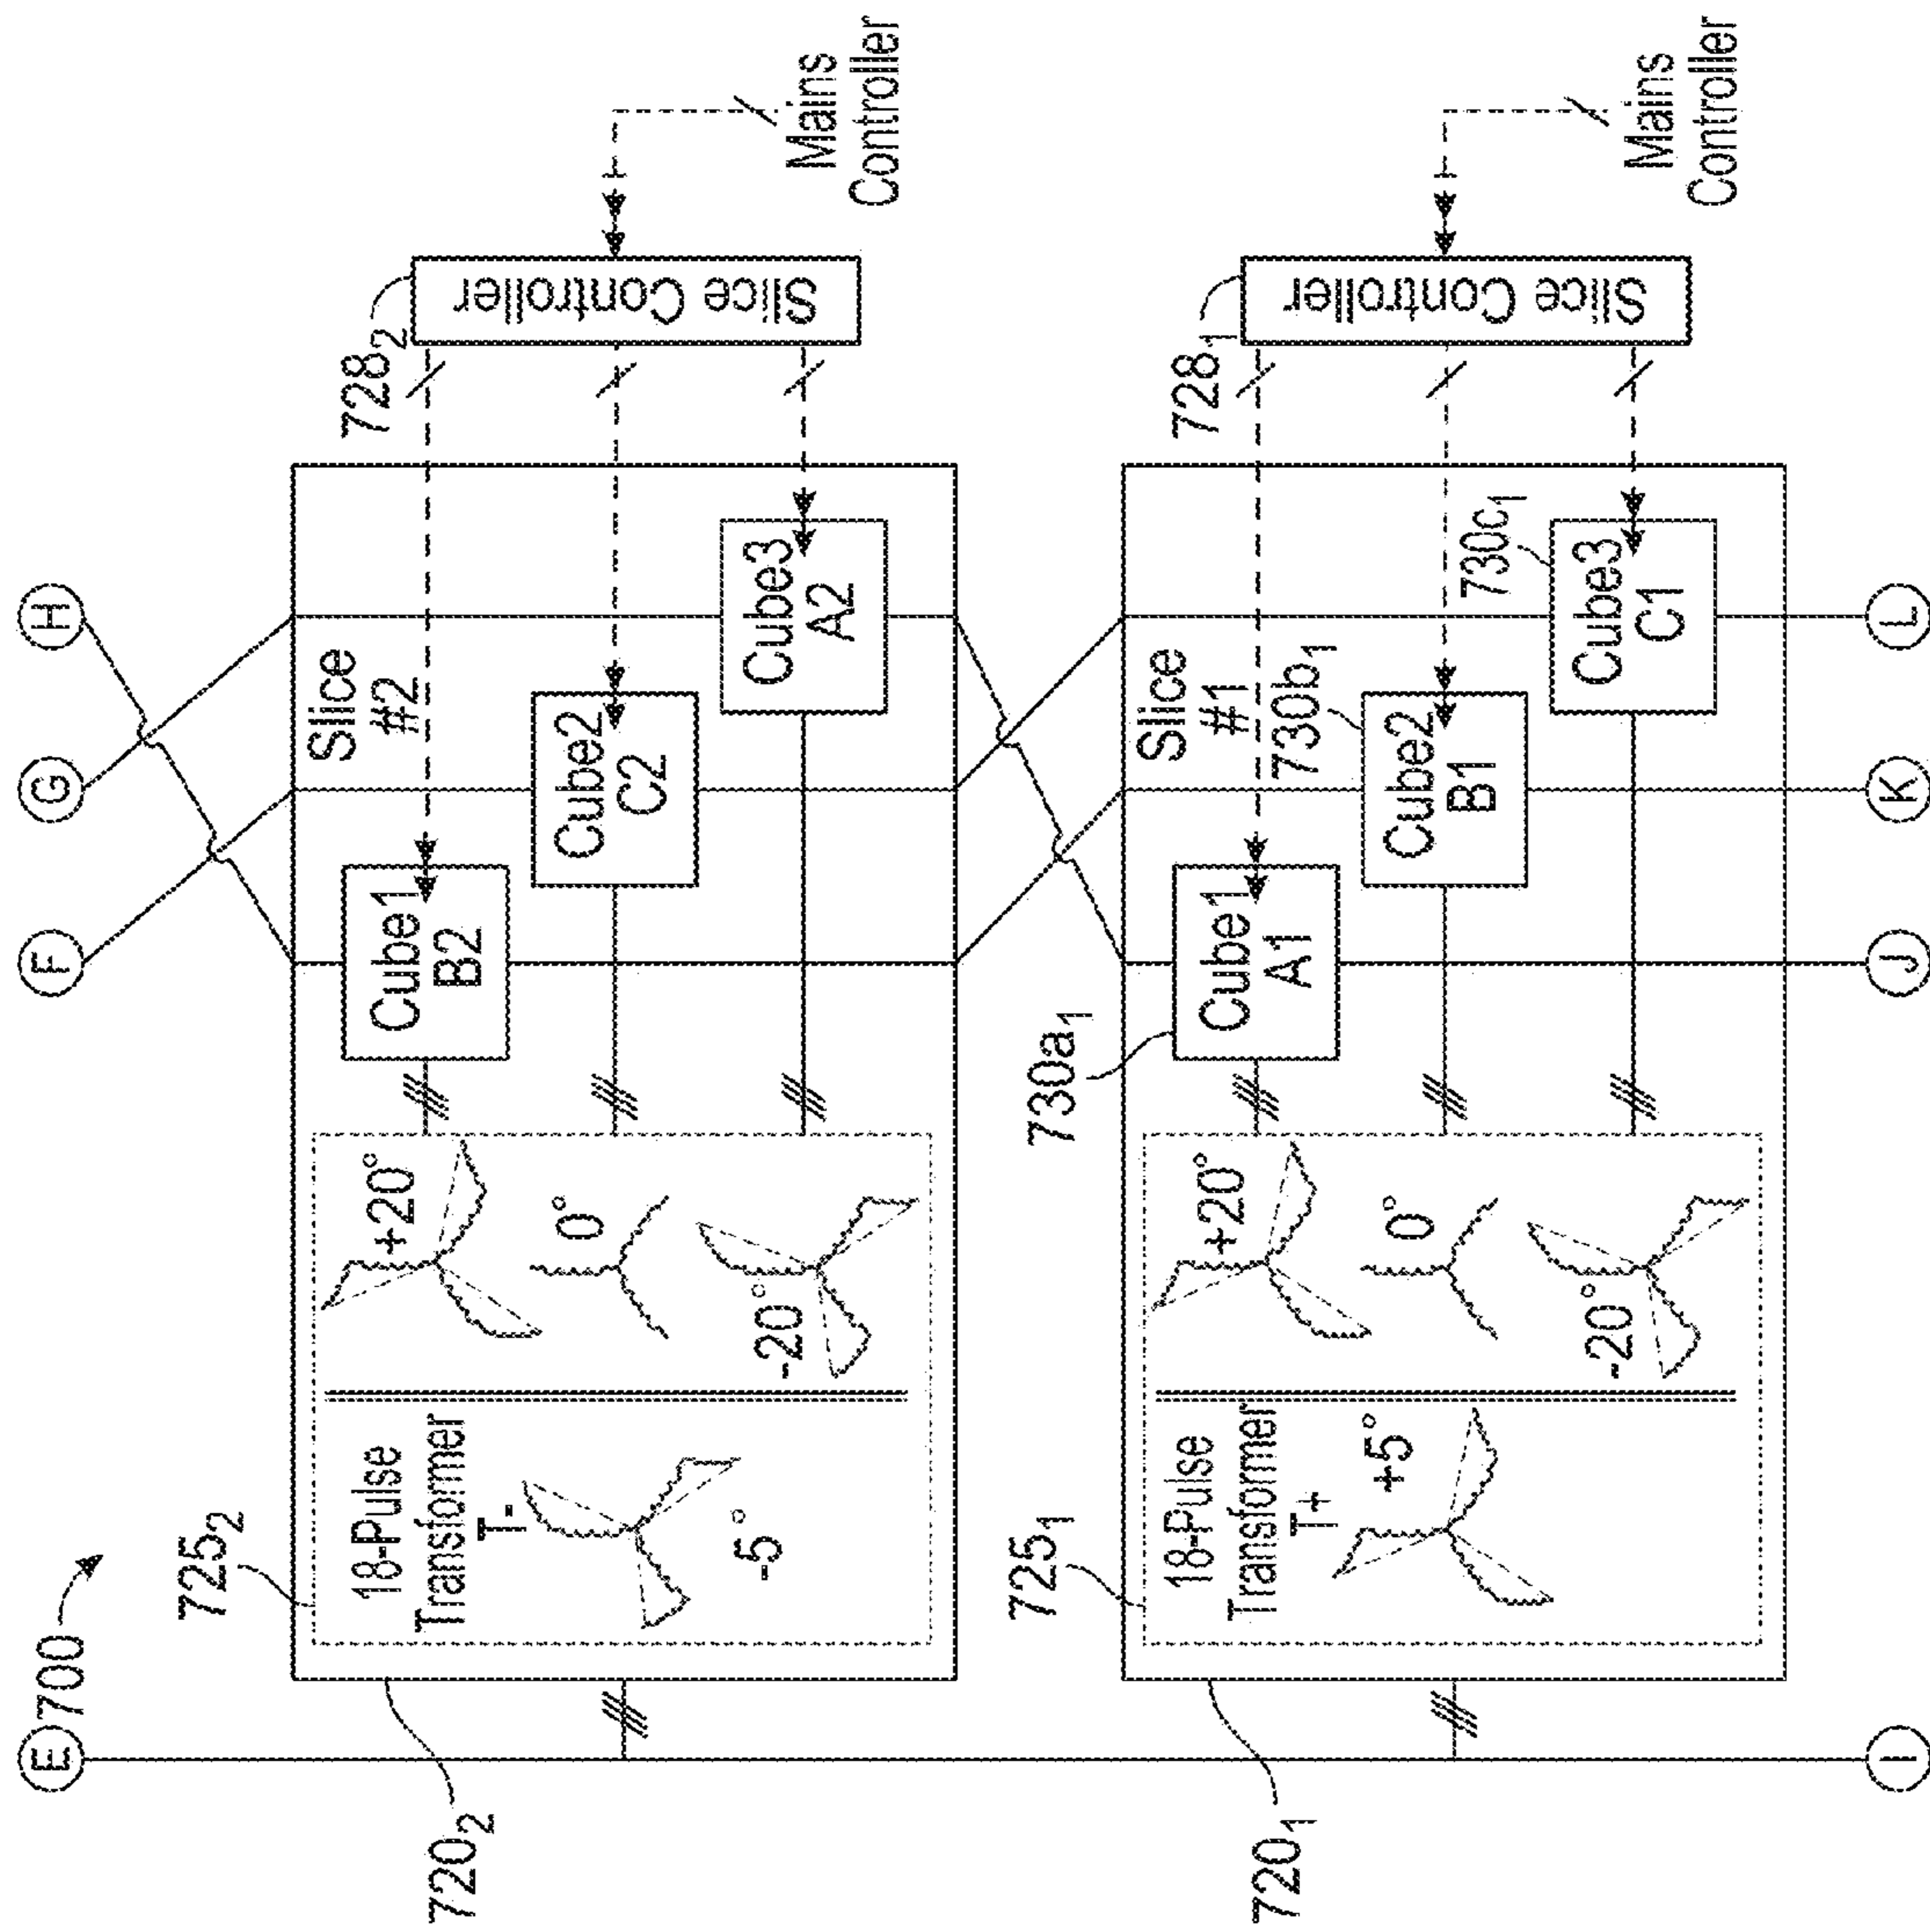 700
E
F
G
H
720₂
725₂
18-Pulse
Transformer
T-
-5°
+20°
0°
-20°
Cube1
B2
Cube2
C2
Cube3
A2
Slice
#2
728₂
Slice Controller
Mains
Controller
720₁
725₁
18-Pulse
Transformer
T+
+5°
+20°
0°
-20°
730a₁
Cube1
A1
730b₁
Cube2
B1
730c₁
Cube3
C1
Slice
#1
728₁
Slice Controller
Mains
Controller
I
J
K
L